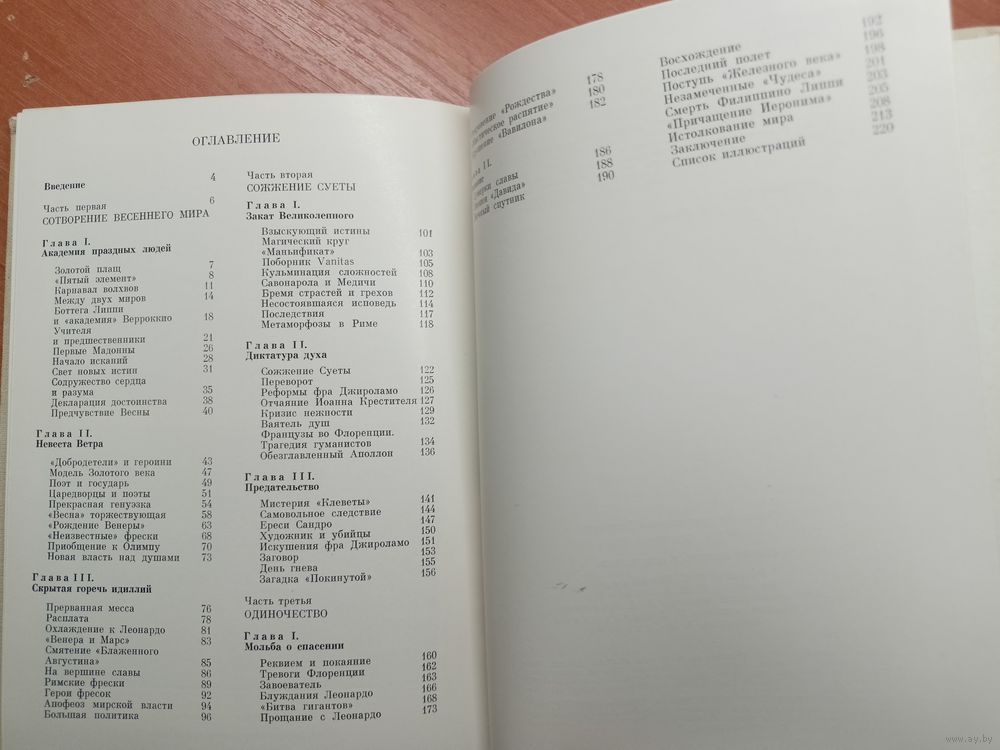 ОГЛАВЛЕНИЕ
Введение 4
Часть первая 6
СОТВОРЕНИЕ ВЕСЕННЕГО МИРА
Глава I.
Академия праздных людей
Золотой плащ 7
«Пятый элемент» 8
Карнавал волхвов 11
Между двух миров 14
Боттега Липпи
и «академия» Верроккио 18
Учителя
и предшественники 21
Первые Мадонны 26
Начало исканий 28
Свет новых истин 31
Содружество сердца
и разума 35
Декларация достоинства 38
Предчувствие Весны 40
Глава II.
Невеста Ветра
«Добродетели» и героини 43
Модель Золотого века 47
Поэт и государь 49
Царедворцы и поэты 51
Прекрасная генуэзка 54
«Весна» торжествующая 58
«Рождение Венеры» 63
«Неизвестные» фрески 68
Приобщение к Олимпу 70
Новая власть над душами 73
Глава III.
Скрытая горечь идиллий
Прерванная месса 76
Расплата 78
Охлаждение к Леонардо 81
«Венера и Марс» 83
Смятение «Блаженного
Августина» 85
На вершине славы 86
Римские фрески 89
Герои фресок 92
Апофеоз мирской власти 94
Большая политика 96
Часть вторая
СОЖЖЕНИЕ СУЕТЫ
Глава I.
Закат Великолепного
Взыскующий истины 101
Магический круг
«Маньификат» 103
Поборник Vanitas 105
Кульминация сложностей 108
Савонарола и Медичи 110
Бремя страстей и грехов 112
Несостоявшаяся исповедь 114
Последствия 117
Метаморфозы в Риме 118
Глава II.
Диктатура духа
Сожжение Суеты 122
Переворот 125
Реформы фра Джироламо 126
Отчаяние Иоанна Крестителя 127
Кризис нежности 129
Ваятель душ 132
Французы во Флоренции.
Трагедия гуманистов 134
Обезглавленный Аполлон 136
Глава III.
Предательство
Мистерия «Клеветы» 141
Самовольное следствие 144
Ереси Сандро 147
Художник и убийцы 150
Искушения фра Джироламо 151
Заговор 153
День гнева 155
Загадка «Покинутой» 156
Часть третья
ОДИНОЧЕСТВО
Глава I.
Мольба о спасении
Реквием и покаяние 160
Тревоги Флоренции 162
Завоеватель 163
Блуждания Леонардо 166
«Битва гигантов» 168
Прощание с Леонардо 173
«Рождества» 178
распятие» 180
«Вавилона» 182
II.
славы 186
«Давида» 188
спутник 190
Восхождение 192
Последний полет 196
Поступь «Железного века» 198
Незамеченные «Чудеса» 201
Смерть Филиппино Липпи 203
«Причащение Иеронима» 205
Истолкование мира 208
Заключение 213
Список иллюстраций 220
www.ay.by